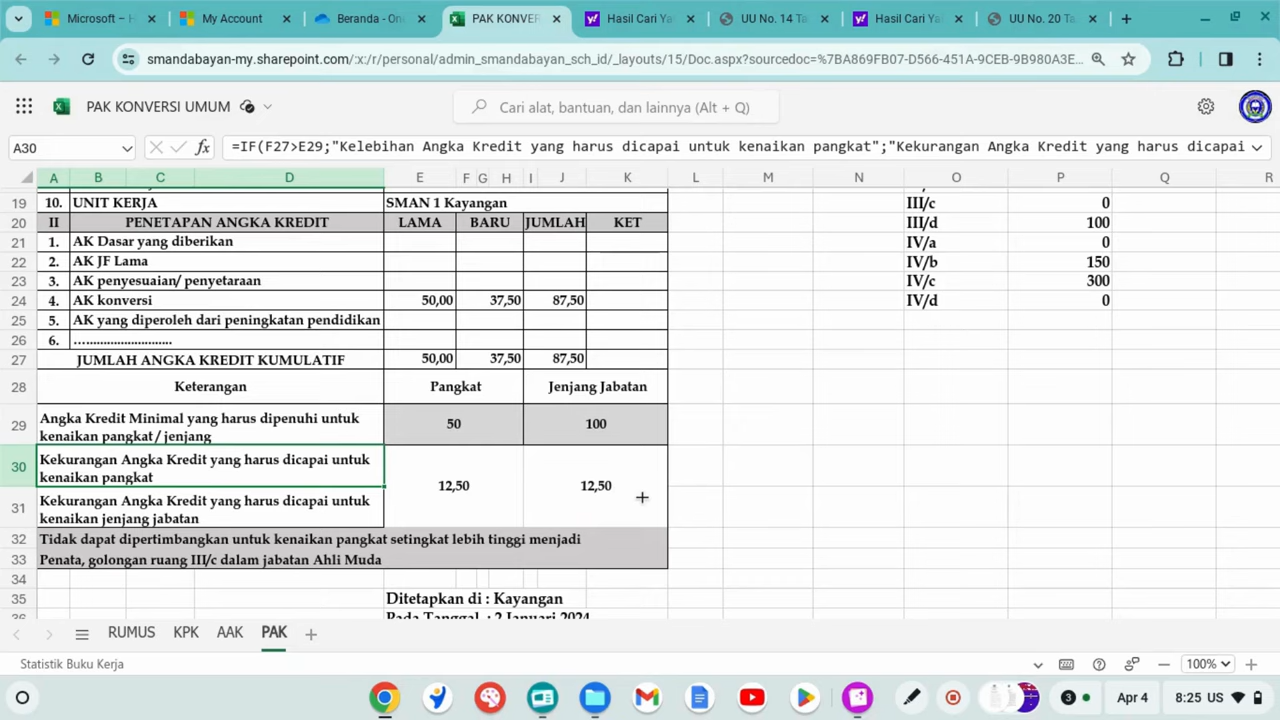 Microsoft – H
My Account
Beranda - On
PAK KONVER
Hasil Cari Ya
UU No. 14 Ta
Hasil Cari Ya
UU No. 20 Ta
smandabayan-my.sharepoint.com/:x:/r/personal/admin_smandabayan_sch_id/_layouts/15/Doc.aspx?sourcedoc=%7BA869FB07-D566-451A-9CEB-9B980A3E...
PAK KONVERSI UMUM
Cari alat, bantuan, dan lainnya (Alt + Q)
A30
fx
=IF(F27>E29;"Kelebihan Angka Kredit yang harus dicapai untuk kenaikan pangkat";"Kekurangan Angka Kredit yang harus dicapai
A B C D E F G H I J K L M N O P Q R
19 10. UNIT KERJA SMAN 1 Kayangan III/c 0
20 II PENETAPAN ANGKA KREDIT LAMA BARU JUMLAH KET III/d 100
21 1. AK Dasar yang diberikan IV/a 0
22 2. AK JF Lama IV/b 150
23 3. AK penyesuaian/ penyetaraan IV/c 300
24 4. AK konversi 50,00 37,50 87,50 IV/d 0
25 5. AK yang diperoleh dari peningkatan pendidikan
26 6. ............................
27 JUMLAH ANGKA KREDIT KUMULATIF 50,00 37,50 87,50
28 Keterangan Pangkat Jenjang Jabatan
29 Angka Kredit Minimal yang harus dipenuhi untuk kenaikan pangkat / jenjang 50 100
30 Kekurangan Angka Kredit yang harus dicapai untuk kenaikan pangkat 12,50 12,50
31 Kekurangan Angka Kredit yang harus dicapai untuk kenaikan jenjang jabatan
32 Tidak dapat dipertimbangkan untuk kenaikan pangkat setingkat lebih tinggi menjadi
33 Penata, golongan ruang III/c dalam jabatan Ahli Muda
34
35 Ditetapkan di : Kayangan
36 Pada Tanggal : 2 Januari 2024
RUMUS KPK AAK PAK
Statistik Buku Kerja
100%
3
Apr 4
8:25 US